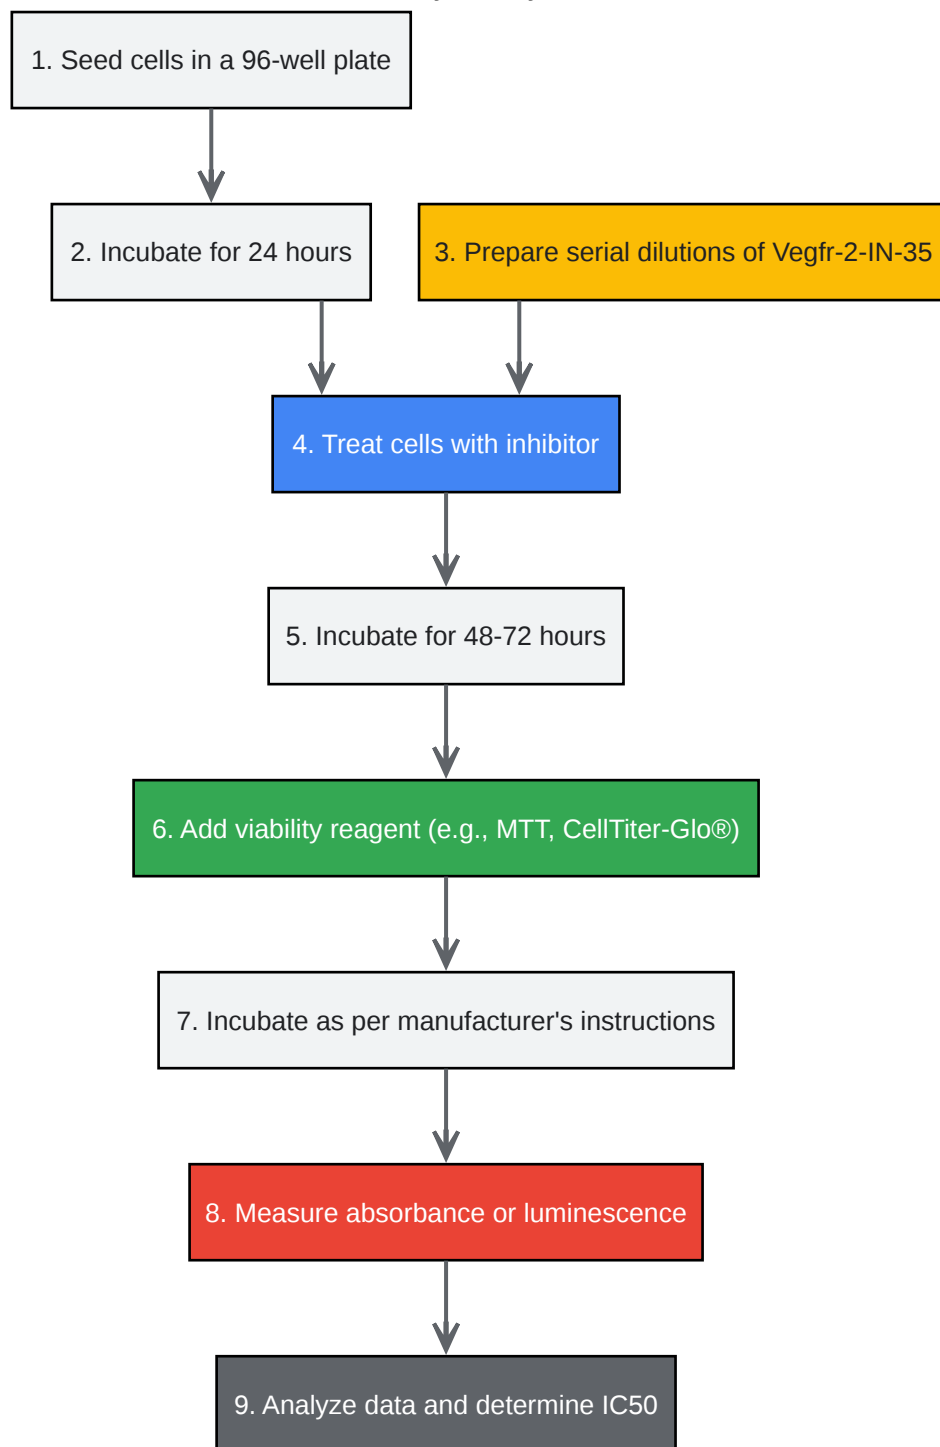 1. Seed cells in a 96-well plate
2. Incubate for 24 hours
3. Prepare serial dilutions of Vegfr-2-IN-35
4. Treat cells with inhibitor
5. Incubate for 48-72 hours
6. Add viability reagent (e.g., MTT, CellTiter-Glo®)
7. Incubate as per manufacturer's instructions
8. Measure absorbance or luminescence
9. Analyze data and determine IC50